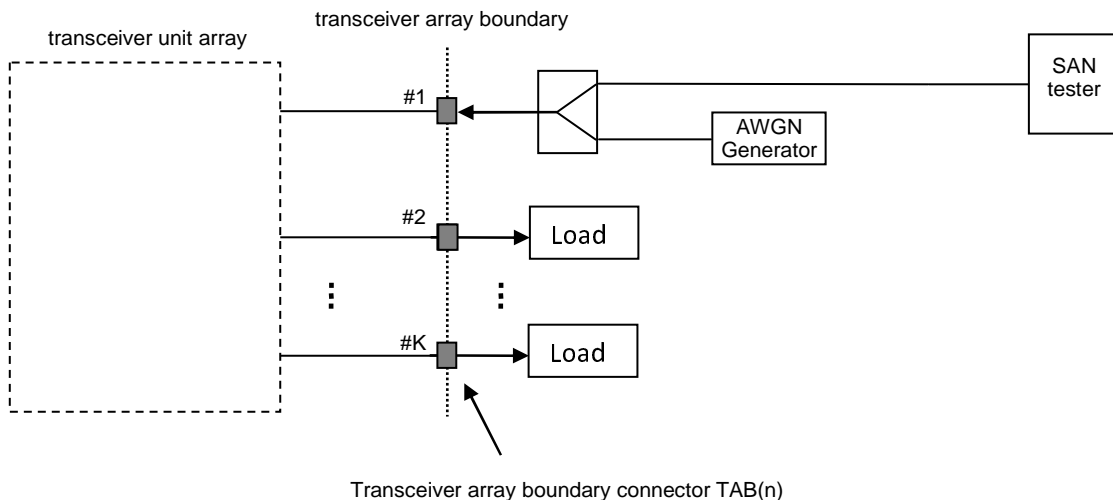 transceiver array boundary
transceiver unit array
SAN
tester
#1
AWGN
Generator
#2
Load
#K
Load
Transceiver array boundary connector TAB(n)